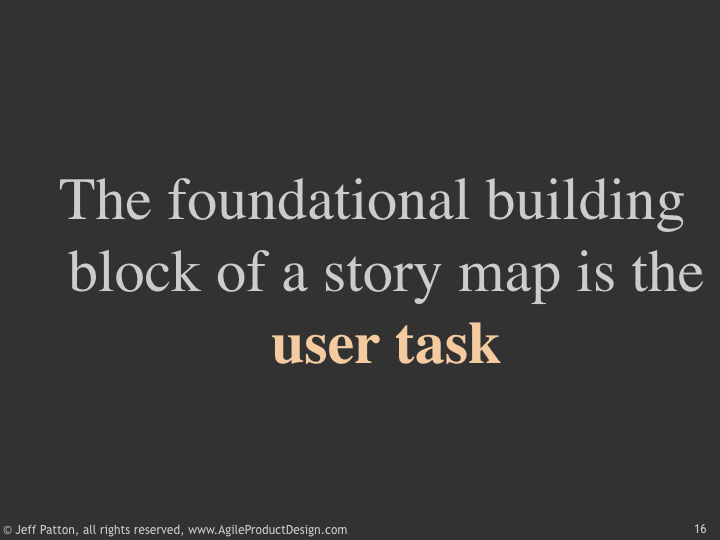 The foundational building
block of a story map is the
user task
© Jeff Patton, all rights reserved, www.AgileProductDesign.com
16